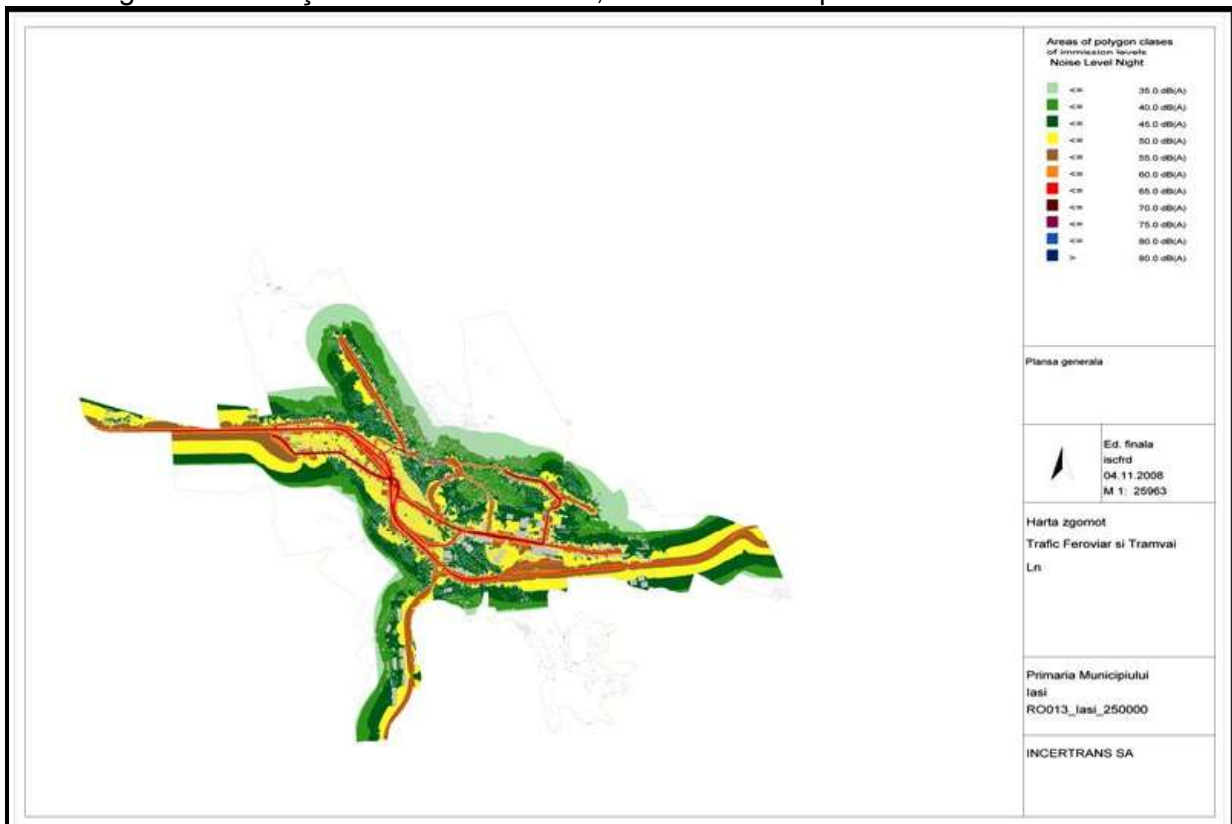 Areas of polygon clases
of immission levels
Noise Level Night
<= 35.0 dB(A)
<= 40.0 dB(A)
<= 45.0 dB(A)
<= 50.0 dB(A)
<= 55.0 dB(A)
<= 60.0 dB(A)
<= 65.0 dB(A)
<= 70.0 dB(A)
<= 75.0 dB(A)
<= 80.0 dB(A)
> 80.0 dB(A)
Plansa generala
Ed. finala
iscfrd
04.11.2008
M 1: 25963
Harta zgomot
Trafic Feroviar si Tramvai
Ln
Primaria Municipiului
Iasi
RO013_Iasi_250000
INCERTRANS SA